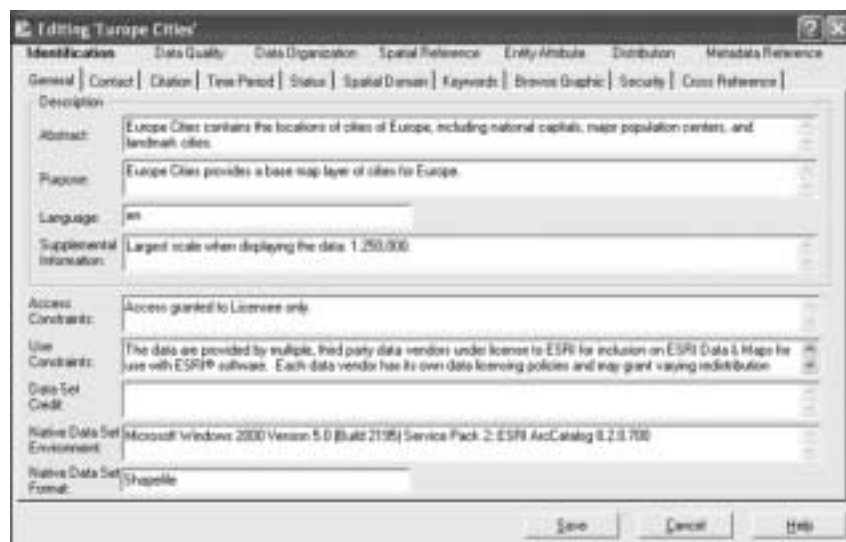 Editing 'Europe Cities'
Identification Data Quality Data Organization Spatial Reference Entity Attribute Distribution Metadata Reference
General Contact Citation Time Period Status Spatial Domain Keywords Browse Graphic Security Cross Reference
Description
Abstract: Europe Cities contains the locations of cities of Europe, including national capitals, major population centers, and
landmark cities.
Purpose: Europe Cities provides a base map layer of cities for Europe.
Language: en
Supplemental Information: Largest scale when displaying the data: 1:250,000.
Access Constraints: Access granted to Licensee only.
Use Constraints: The data are provided by multiple, third party data vendors under license to ESRI for inclusion on ESRI Data & Maps for
use with ESRI® software. Each data vendor has its own data licensing policies and may grant varying redistribution
Data Set Credit:
Native Data Set Environment: Microsoft Windows 2000 Version 5.0 (Build 2195) Service Pack 2; ESRI ArcCatalog 8.2.0.700
Native Data Set Format: Shapefile
Save Cancel Help